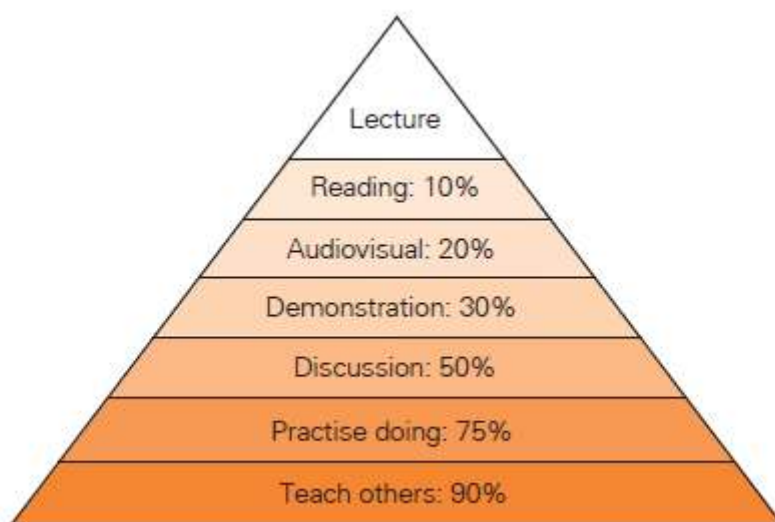 Lecture
Reading: 10%
Audiovisual: 20%
Demonstration: 30%
Discussion: 50%
Practise doing: 75%
Teach others: 90%